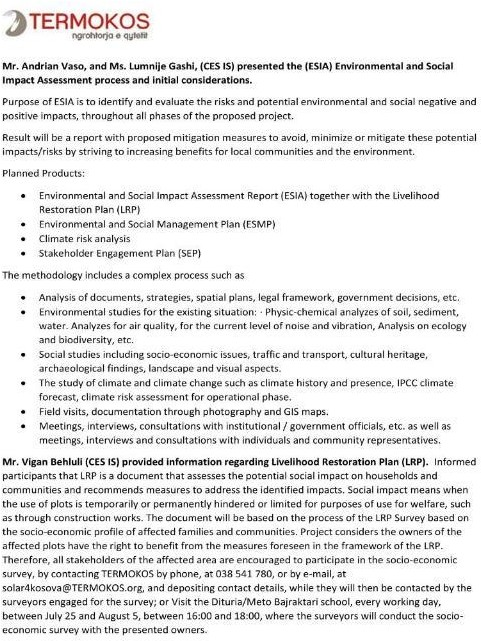 TERMOKOS
ngrohtorja e qytetit
Mr. Andrian Vaso, and Ms. Lumnije Gashi, (CES IS) presented the (ESIA) Environmental and Social
Impact Assessment process and initial considerations.
Purpose of ESIA is to identify and evaluate the risks and potential environmental and social negative and
positive impacts, throughout all phases of the proposed project.
Result will be a report with proposed mitigation measures to avoid, minimize or mitigate these potential
impacts/risks by striving to increasing benefits for local communities and the environment.
Planned Products:
• Environmental and Social Impact Assessment Report (ESIA) together with the Livelihood
Restoration Plan (LRP)
• Environmental and Social Management Plan (ESMP)
• Climate risk analysis
• Stakeholder Engagement Plan (SEP)
The methodology includes a complex process such as
• Analysis of documents, strategies, spatial plans, legal framework, government decisions, etc.
• Environmental studies for the existing situation: · Physic-chemical analyzes of soil, sediment,
water. Analyzes for air quality, for the current level of noise and vibration, Analysis on ecology
and biodiversity, etc.
• Social studies including socio-economic issues, traffic and transport, cultural heritage,
archaeological findings, landscape and visual aspects.
• The study of climate and climate change such as climate history and presence, IPCC climate
forecast, climate risk assessment for operational phase.
• Field visits, documentation through photography and GIS maps.
• Meetings, interviews, consultations with institutional / government officials, etc. as well as
meetings, interviews and consultations with individuals and community representatives.
Mr. Vigan Behluli (CES IS) provided information regarding Livelihood Restoration Plan (LRP). Informed
participants that LRP is a document that assesses the potential social impact on households and
communities and recommends measures to address the identified impacts. Social impact means when
the use of plots is temporarily or permanently hindered or limited for purposes of use for welfare, such
as through construction works. The document will be based on the process of the LRP Survey based on
the socio-economic profile of affected families and communities. Project considers the owners of the
affected plots have the right to benefit from the measures foreseen in the framework of the LRP.
Therefore, all stakeholders of the affected area are encouraged to participate in the socio-economic
survey, by contacting TERMOKOS by phone, at 038 541 780, or by e-mail, at
solar4kosova@TERMOKOS.org, and depositing contact details, while they will then be contacted by the
surveyors engaged for the survey; or Visit the Dituria/Meto Bajraktari school, every working day,
between July 25 and August 5, between 16:00 and 18:00, where the surveyors will conduct the socio-
economic survey with the presented owners.